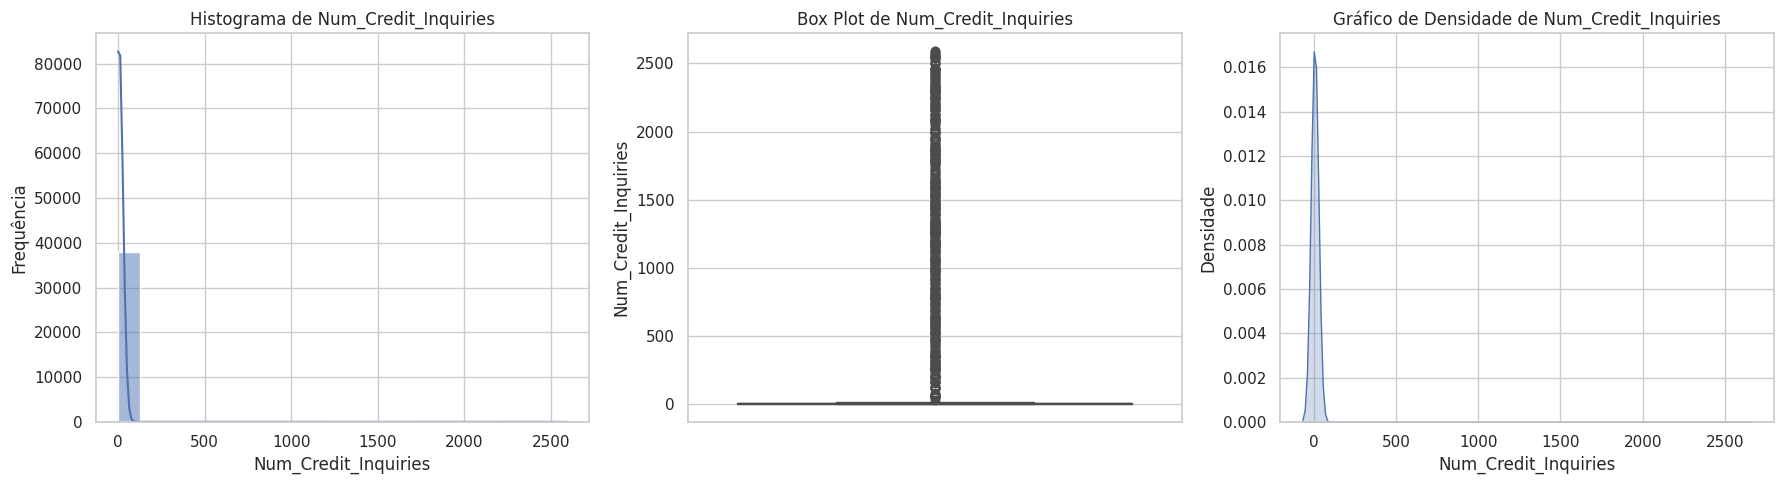 Histograma de Num_Credit_Inquiries
Frequência
80000
70000
60000
50000
40000
30000
20000
10000
0
0 500 1000 1500 2000 2500
Num_Credit_Inquiries
Box Plot de Num_Credit_Inquiries
Num_Credit_Inquiries
2500
2000
1500
1000
500
0
Gráfico de Densidade de Num_Credit_Inquiries
Densidade
0.016
0.014
0.012
0.010
0.008
0.006
0.004
0.002
0.000
0 500 1000 1500 2000 2500
Num_Credit_Inquiries